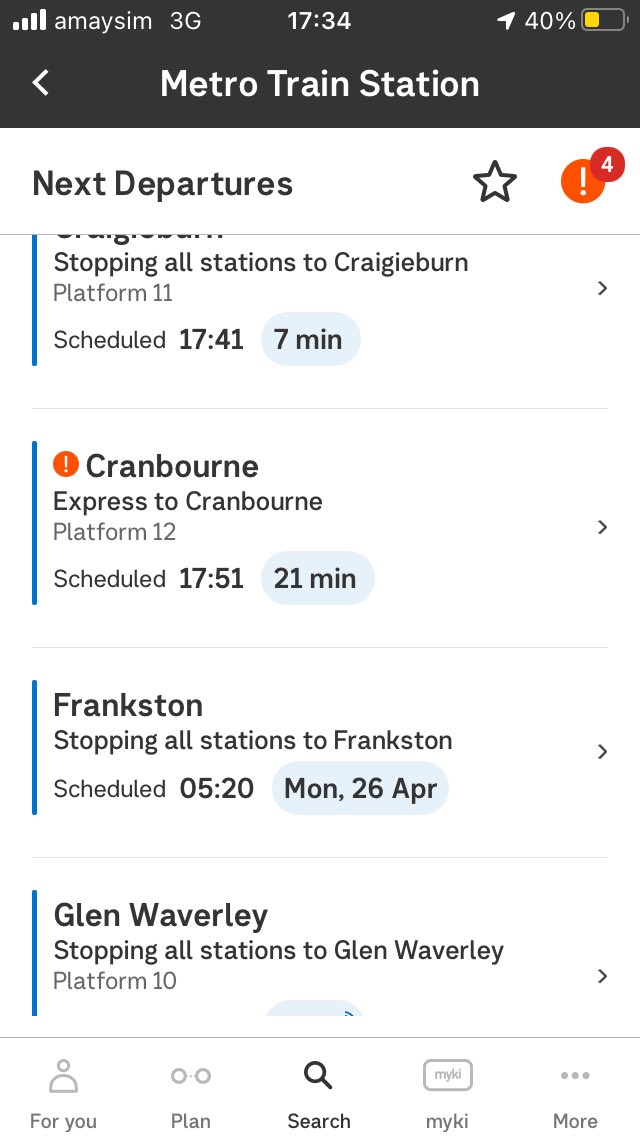 amaysim 3G 17:34 40%
Metro Train Station
Next Departures ! 4
Craigieburn
Stopping all stations to Craigieburn
Platform 11
Scheduled 17:41 7 min
! Cranbourne
Express to Cranbourne
Platform 12
Scheduled 17:51 21 min
Frankston
Stopping all stations to Frankston
Scheduled 05:20 Mon, 26 Apr
Glen Waverley
Stopping all stations to Glen Waverley
Platform 10
myki
For you Plan Search myki More